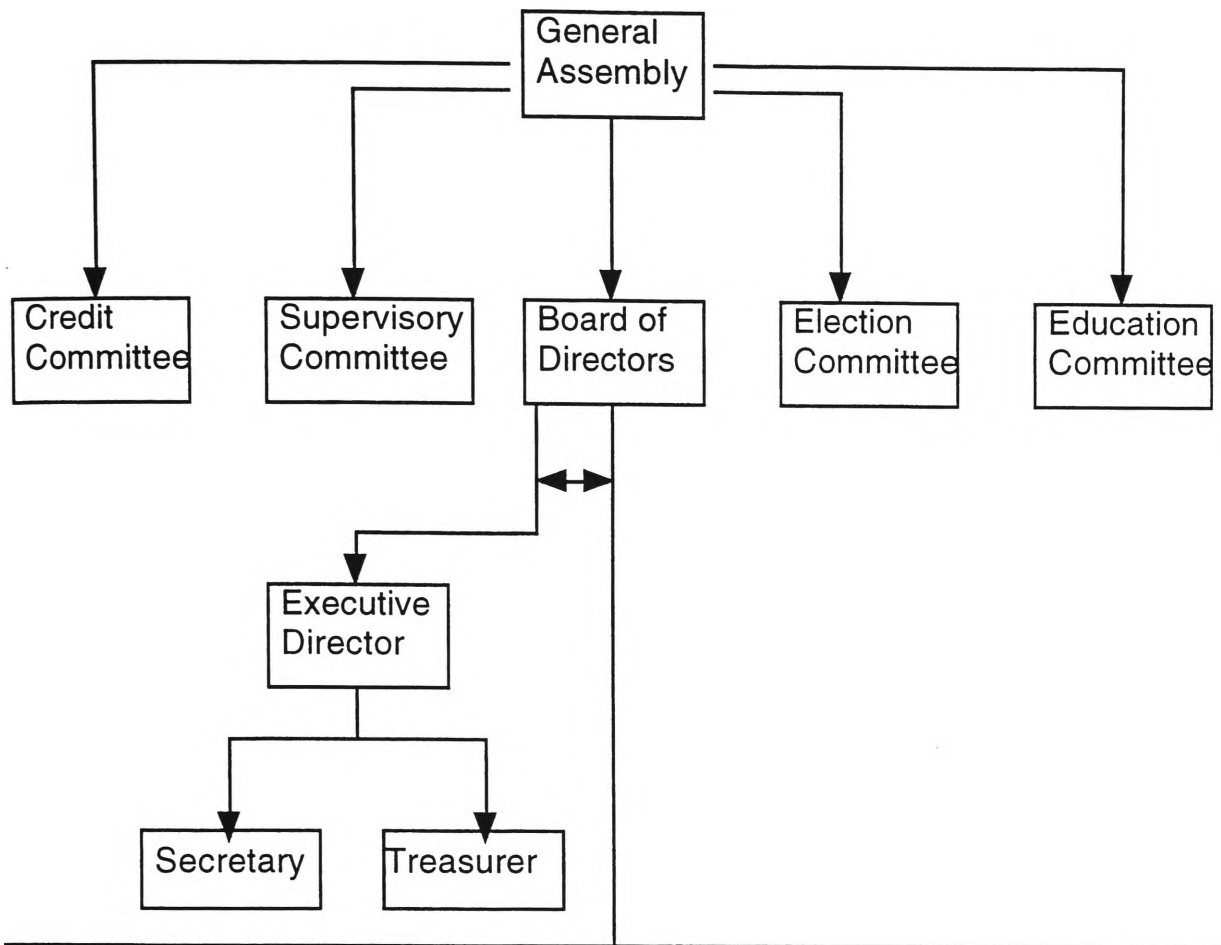 General
Assembly
Credit
Committee
Supervisory
Committee
Board of
Directors
Election
Committee
Education
Committee
Executive
Director
Secretary
Treasurer